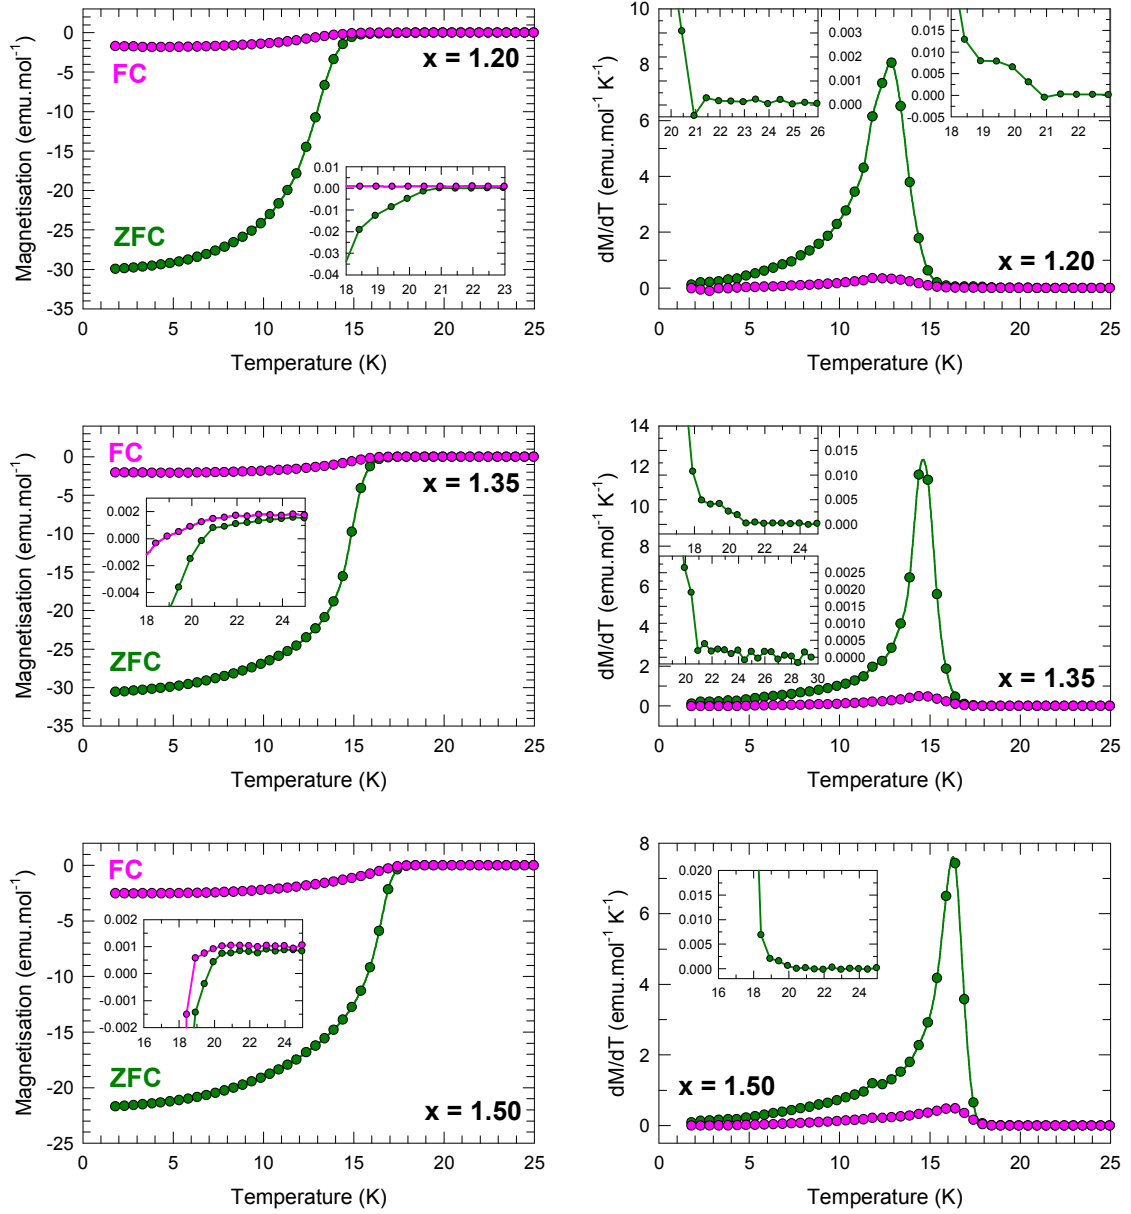 Magnetisation (emu.mol⁻¹)
0
-5
-10
-15
-20
-25
-30
-35
FC
x = 1.20
ZFC
0.01
0.00
-0.01
-0.02
-0.03
-0.04
18 19 20 21 22 23
0 5 10 15 20 25
Temperature (K)
dM/dT (emu.mol⁻¹ K⁻¹)
10
8
6
4
2
0
0.003
0.002
0.001
0.000
20 21 22 23 24 25 26
0.015
0.010
0.005
0.000
-0.005
18 19 20 21 22
x = 1.20
0 5 10 15 20 25
Temperature (K)
Magnetisation (emu.mol⁻¹)
0
-5
-10
-15
-20
-25
-30
-35
FC
x = 1.35
0.002
0.000
-0.002
-0.004
18 19 20 21 22 23 24
ZFC
0 5 10 15 20 25
Temperature (K)
dM/dT (emu.mol⁻¹ K⁻¹)
14
12
10
8
6
4
2
0
0.015
0.010
0.005
0.000
18 20 22 24
0.0025
0.0020
0.0015
0.0010
0.0005
0.0000
20 22 24 26 28 30
x = 1.35
0 5 10 15 20 25
Temperature (K)
Magnetisation (emu.mol⁻¹)
0
-5
-10
-15
-20
-25
FC
0.002
0.001
0.000
-0.001
-0.002
16 18 20 22 24
ZFC
x = 1.50
0 5 10 15 20 25
Temperature (K)
dM/dT (emu.mol⁻¹ K⁻¹)
8
6
4
2
0
0.020
0.015
0.010
0.005
0.000
16 18 20 22 24
x = 1.50
0 5 10 15 20 25
Temperature (K)